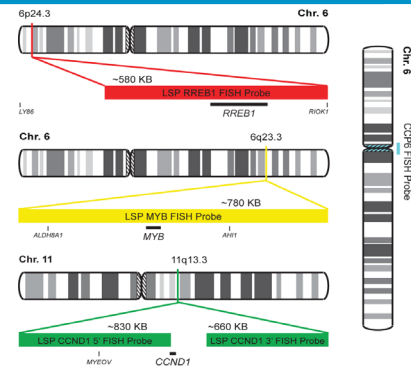 6p24.3 Chr. 6
~580 KB
LSP RREB1 FISH Probe
LY86 RREB1 RIOK1
Chr. 6 6q23.3
~780 KB
LSP MYB FISH Probe
ALDH8A1 MYB AHI1
Chr. 11 11q13.3
~830 KB ~660 KB
LSP CCND1 5' FISH Probe LSP CCND1 3' FISH Probe
MYEOV CCND1
Chr. 6
CCP6 FISH Probe